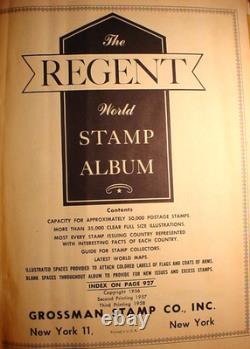 The
REGENT
World
STAMP
ALBUM
Contents
CAPACITY FOR APPROXIMATELY 50,000 POSTAGE STAMPS.
MORE THAN 35,000 CLEAR FULL SIZE ILLUSTRATIONS.
MOST EVERY STAMP ISSUING COUNTRY REPRESENTED
WITH INTERESTING FACTS OF EACH COUNTRY.
GUIDE FOR STAMP COLLECTORS.
LATEST WORLD MAPS.
ILLUSTRATED SPACES PROVIDED TO ATTACH COLORED LABELS OF FLAGS AND COATS OF ARMS.
BLANK SPACES THROUGHOUT ALBUM TO PROVIDE FOR NEW ISSUES AND EXCESS STAMPS.
INDEX ON PAGE 927
Copyright 1956
Second Printing 1957
Third Printing 1958
GROSSMAN STAMP CO., INC.
New York 11, New York
Printed in U.S.A.